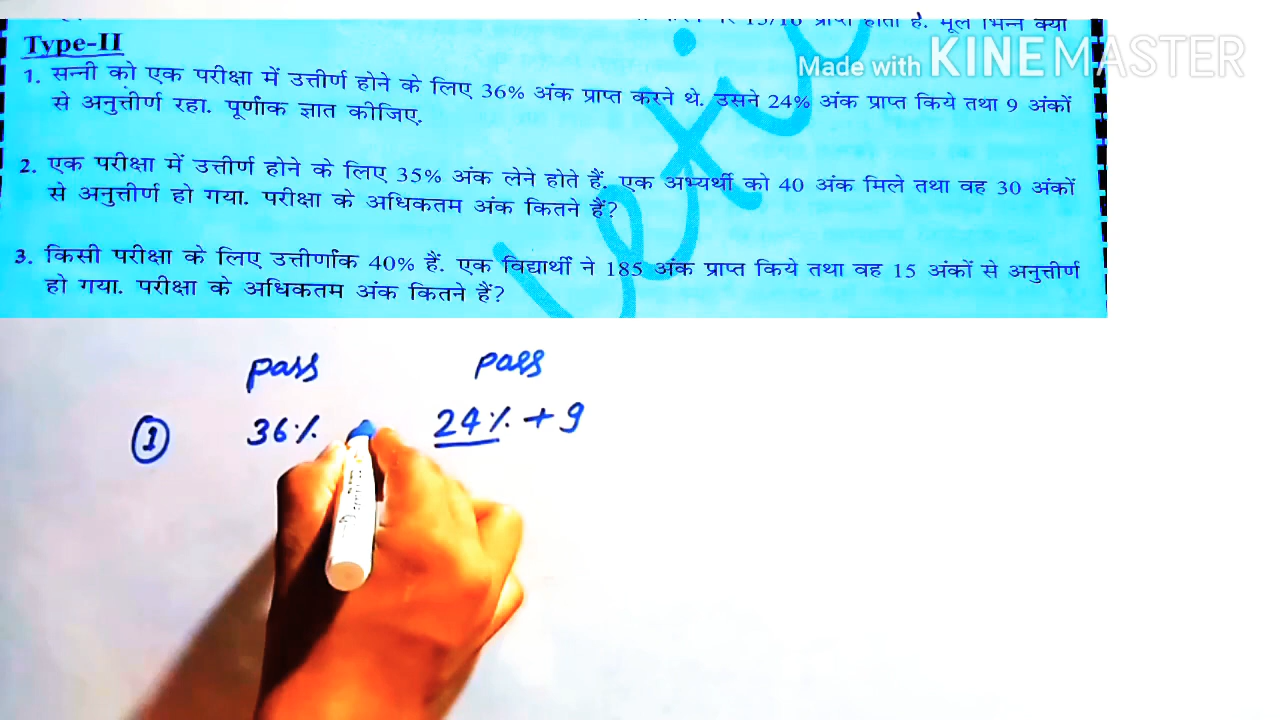 15/16 प्राप्त होता है. मूल भिन्न क्या
Made with KINEMASTER
Type-II
1. सन्नी को एक परीक्षा में उत्तीर्ण होने के लिए 36% अंक प्राप्त करने थे. उसने 24% अंक प्राप्त किये तथा 9 अंकों
से अनुत्तीर्ण रहा. पूर्णांक ज्ञात कीजिए.
2. एक परीक्षा में उत्तीर्ण होने के लिए 35% अंक लेने होते हैं. एक अभ्यर्थी को 40 अंक मिले तथा वह 30 अंकों
से अनुत्तीर्ण हो गया. परीक्षा के अधिकतम अंक कितने हैं?
3. किसी परीक्षा के लिए उत्तीर्णांक 40% हैं. एक विद्यार्थी ने 185 अंक प्राप्त किये तथा वह 15 अंकों से अनुत्तीर्ण
हो गया. परीक्षा के अधिकतम अंक कितने हैं?
pass pass
1 36% 24% + 9